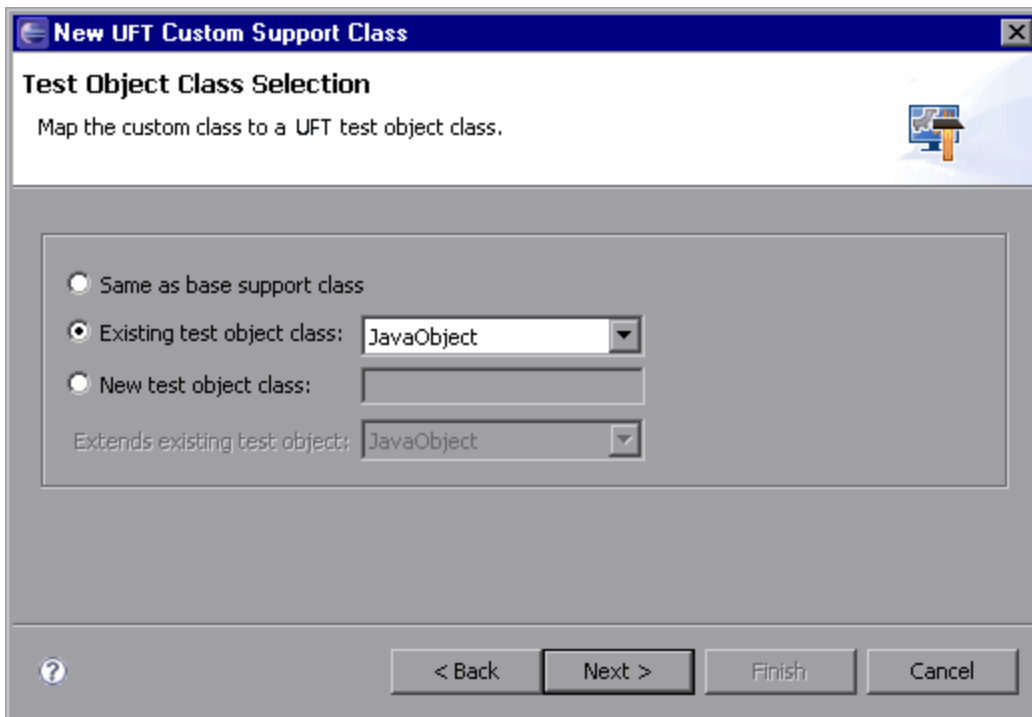 New UFT Custom Support Class
Test Object Class Selection
Map the custom class to a UFT test object class.
Same as base support class
Existing test object class: JavaObject
New test object class:
Extends existing test object: JavaObject
? < Back Next > Finish Cancel